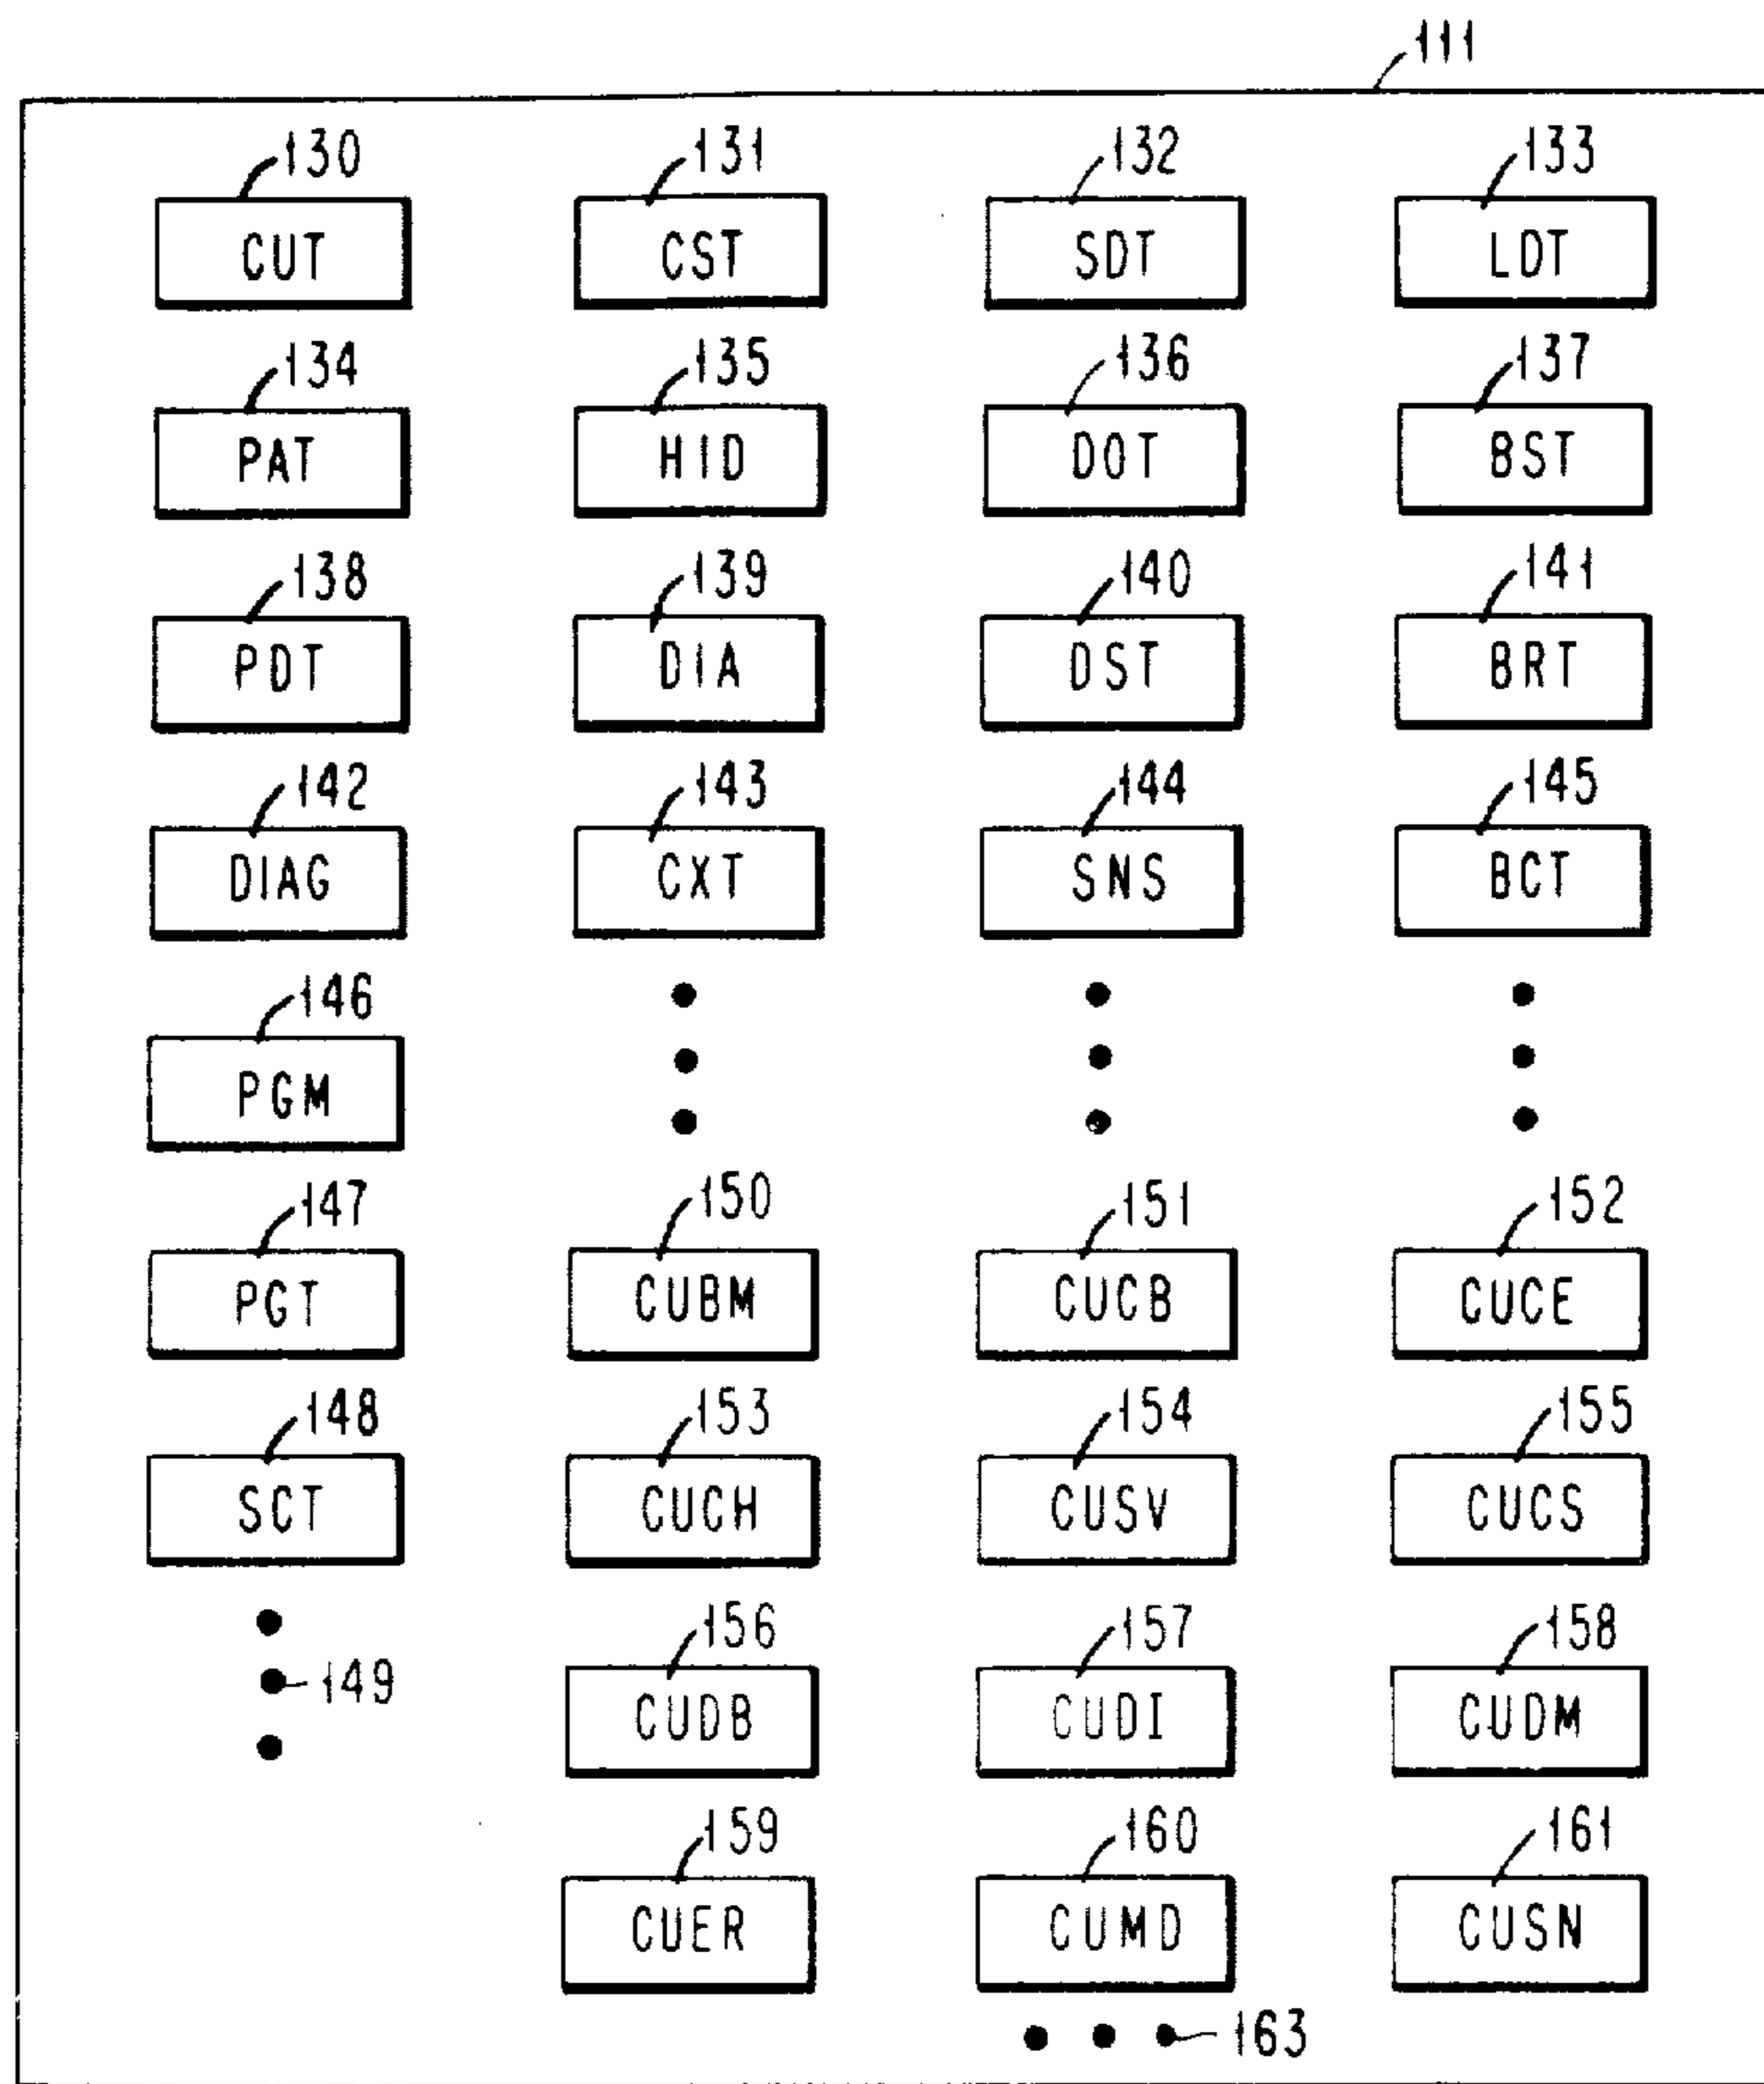 111
130 131 132 133
CUT CST SDT LDT
134 135 136 137
PAT HID DOT BST
138 139 140 141
PDT DIA DST BRT
142 143 144 145
DIAG CXT SNS BCT
146
PGM
147 150 151 152
PGT CUBM CUCB CUCE
148 153 154 155
SCT CUCH CUSV CUCS
156 157 158
149 CUDB CUDI CUDM
159 160 161
CUER CUMD CUSN
163